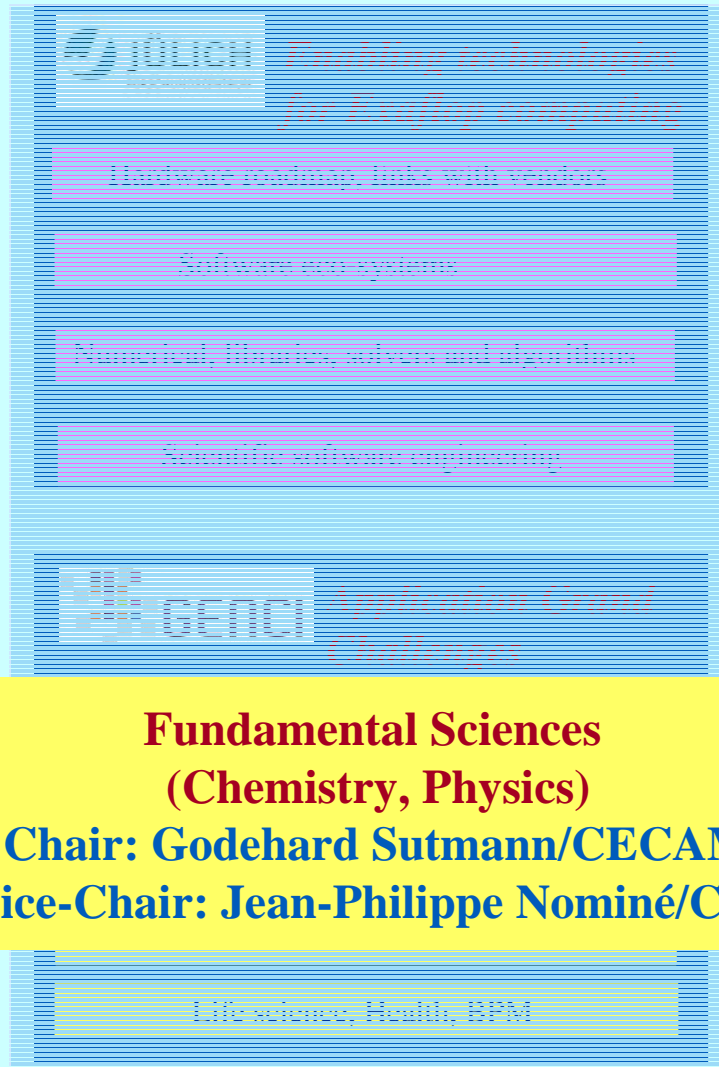 JÜLICH
Enabling technologies
for Exaflop computing
Hardware roadmap, links with vendors
Software eco-systems
Numerical, libraries, solvers and algorithms
Scientific software engineering
GENCI
Application Grand
Challenges
Fundamental Sciences
(Chemistry, Physics)
Chair: Godehard Sutmann/CECAM
ice-Chair: Jean-Philippe Nominé/C
Life science, Health, BPM